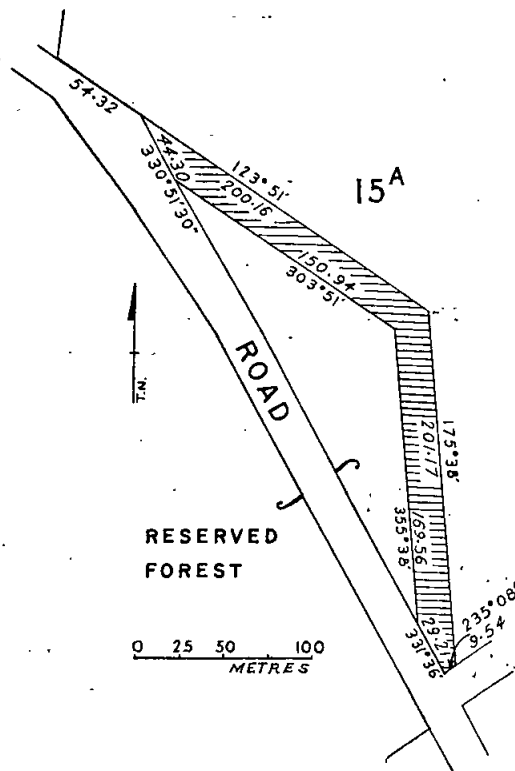 54·32
44·30
330°51'30"
123°51'
200·16
15A
150·94
303°51'
T.N.
ROAD
175°38'
201·17
169·56
355°38'
RESERVED
FOREST
235°08'
9·54
29·21
331°36'
0 25 50 100
METRES